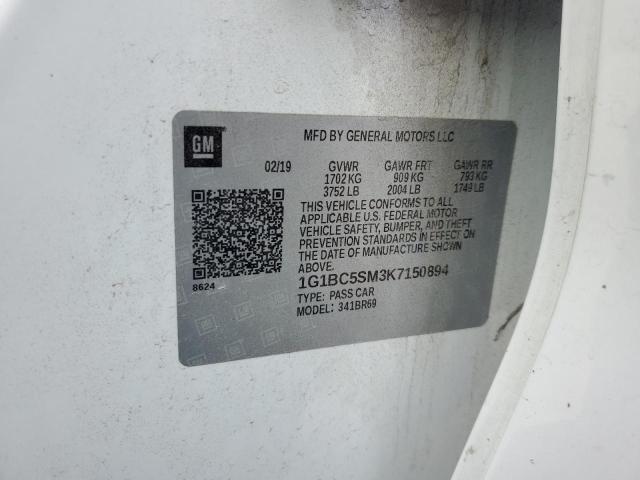 GM
MFD BY GENERAL MOTORS LLC
02/19 GVWR GAWR FRT GAWR RR
1702 KG 909 KG 793 KG
3752 LB 2004 LB 1749 LB
THIS VEHICLE CONFORMS TO ALL
APPLICABLE U.S. FEDERAL MOTOR
VEHICLE SAFETY, BUMPER, AND THEFT
PREVENTION STANDARDS IN EFFECT ON
THE DATE OF MANUFACTURE SHOWN
ABOVE.
8624
1G1BC5SM3K7150894
TYPE: PASS CAR
MODEL: 341BR69